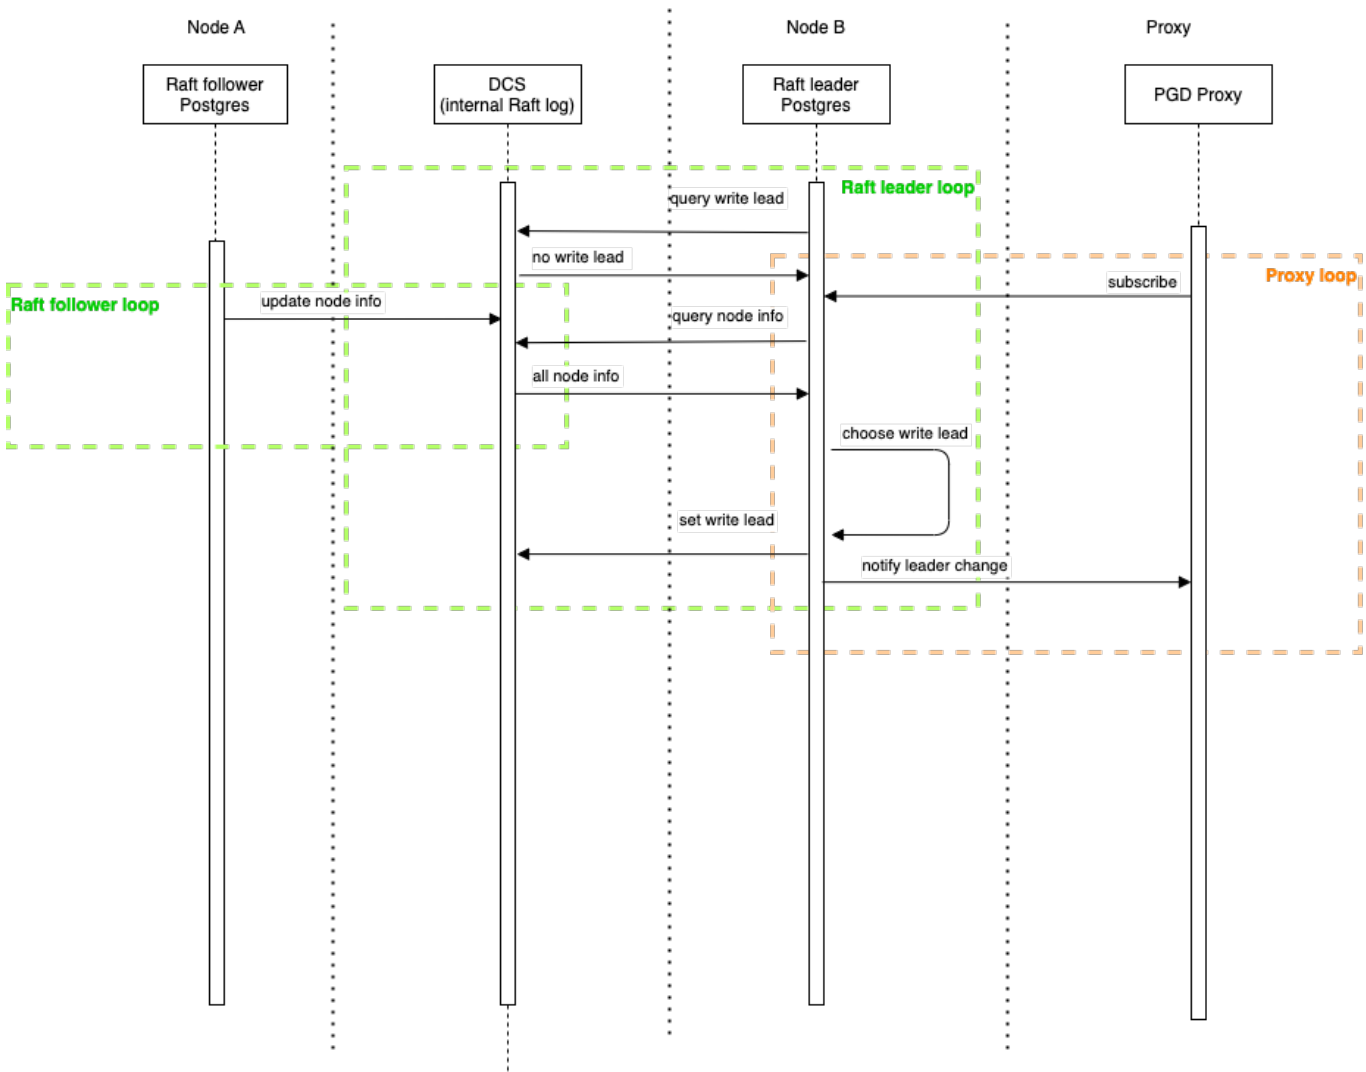 Node A
Node B
Proxy
Raft follower
Postgres
DCS
(internal Raft log)
Raft leader
Postgres
PGD Proxy
Raft leader loop
query write lead
no write lead
Proxy loop
subscribe
Raft follower loop
update node info
query node info
all node info
choose write lead
set write lead
notify leader change